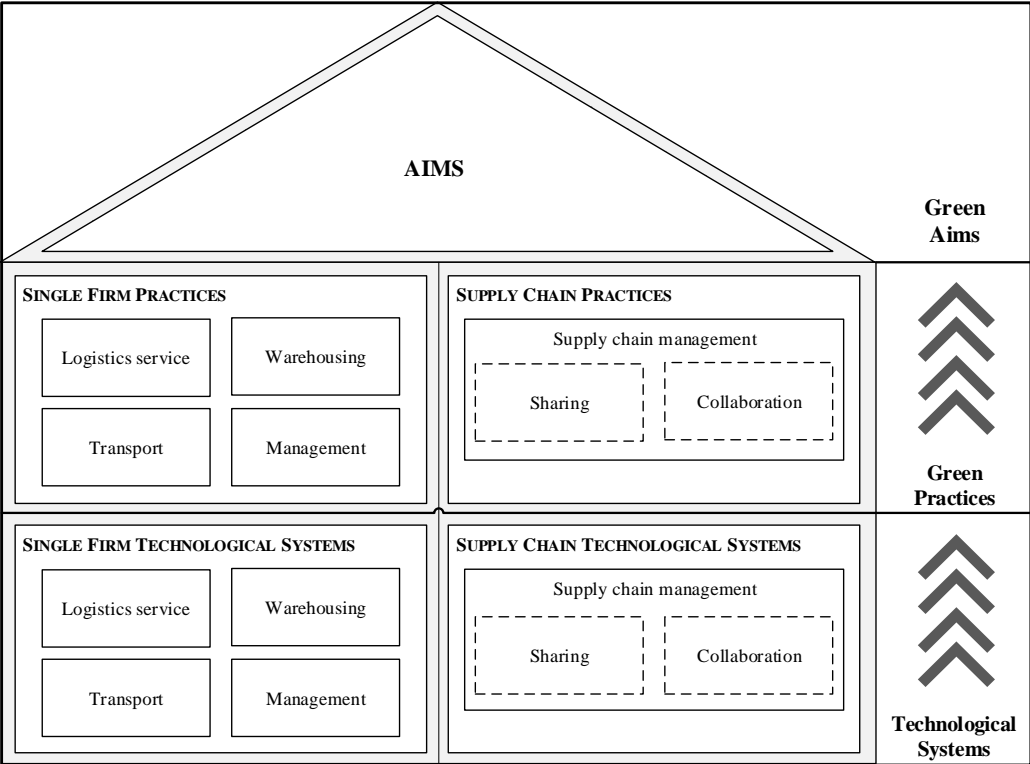 AIMS
Green
Aims
SINGLE FIRM PRACTICES
Logistics service
Warehousing
Transport
Management
SUPPLY CHAIN PRACTICES
Supply chain management
Sharing
Collaboration
Green
Practices
SINGLE FIRM TECHNOLOGICAL SYSTEMS
Logistics service
Warehousing
Transport
Management
SUPPLY CHAIN TECHNOLOGICAL SYSTEMS
Supply chain management
Sharing
Collaboration
Technological
Systems